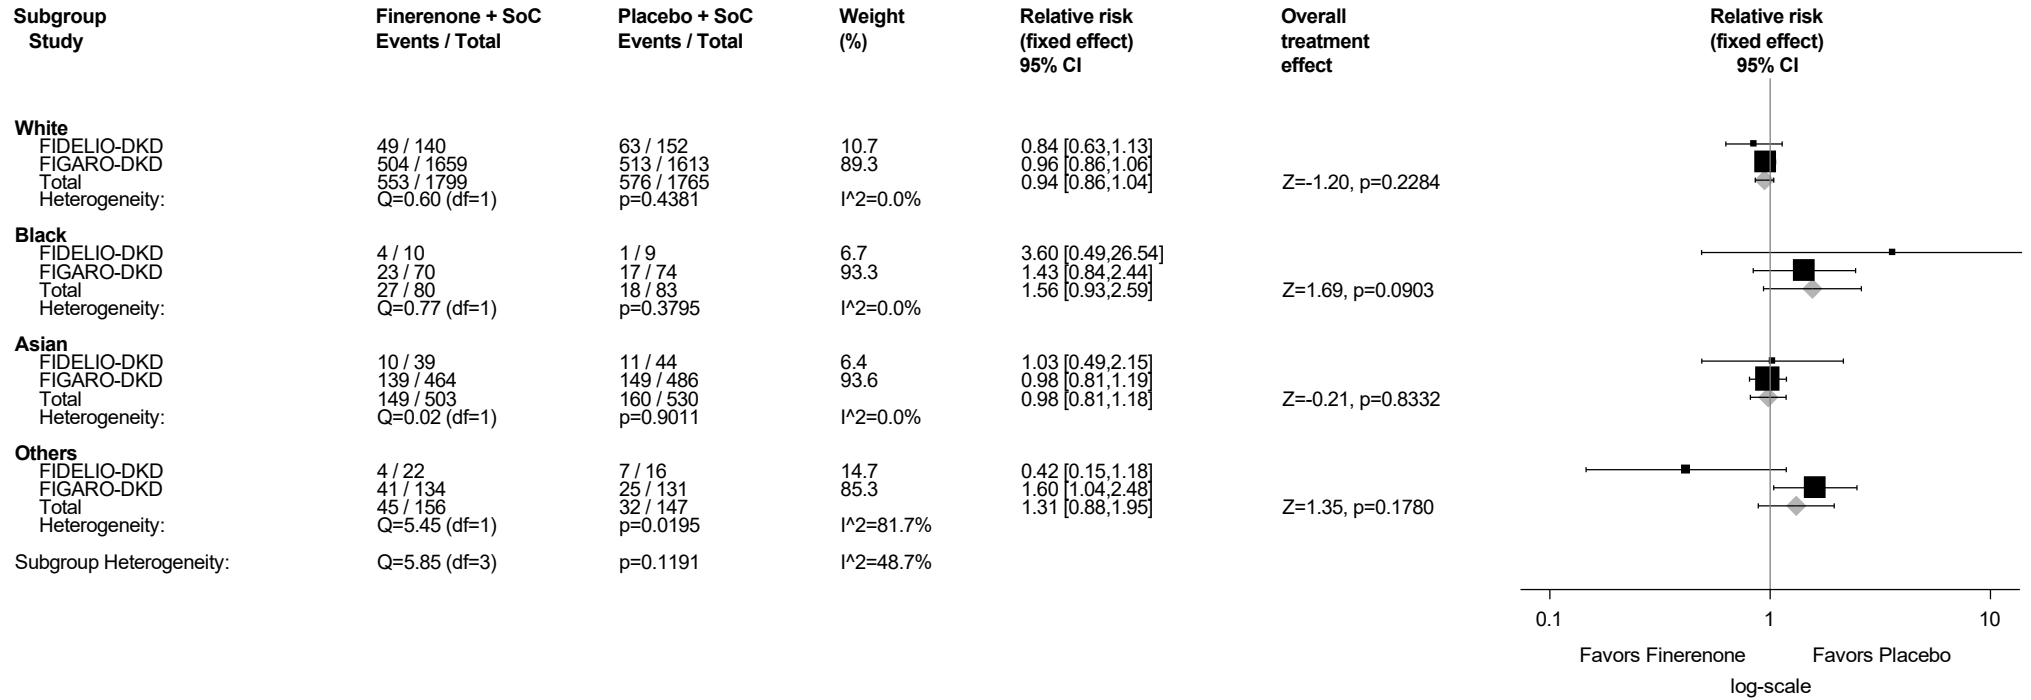 Subgroup Finerenone + SoC Placebo + SoC Weight Relative risk Overall Relative risk
Study Events / Total Events / Total (%) (fixed effect) treatment (fixed effect)
95% CI effect 95% CI
White
FIDELIO-DKD 49 / 140 63 / 152 10.7 0.84 [0.63,1.13]
FIGARO-DKD 504 / 1659 513 / 1613 89.3 0.96 [0.86,1.06]
Total 553 / 1799 576 / 1765 0.94 [0.86,1.04] Z=-1.20, p=0.2284
Heterogeneity: Q=0.60 (df=1) p=0.4381 I^2=0.0%
Black
FIDELIO-DKD 4 / 10 1 / 9 6.7 3.60 [0.49,26.54]
FIGARO-DKD 23 / 70 17 / 74 93.3 1.43 [0.84,2.44]
Total 27 / 80 18 / 83 1.56 [0.93,2.59] Z=1.69, p=0.0903
Heterogeneity: Q=0.77 (df=1) p=0.3795 I^2=0.0%
Asian
FIDELIO-DKD 10 / 39 11 / 44 6.4 1.03 [0.49,2.15]
FIGARO-DKD 139 / 464 149 / 486 93.6 0.98 [0.81,1.19]
Total 149 / 503 160 / 530 0.98 [0.81,1.18] Z=-0.21, p=0.8332
Heterogeneity: Q=0.02 (df=1) p=0.9011 I^2=0.0%
Others
FIDELIO-DKD 4 / 22 7 / 16 14.7 0.42 [0.15,1.18]
FIGARO-DKD 41 / 134 25 / 131 85.3 1.60 [1.04,2.48]
Total 45 / 156 32 / 147 1.31 [0.88,1.95] Z=1.35, p=0.1780
Heterogeneity: Q=5.45 (df=1) p=0.0195 I^2=81.7%
Subgroup Heterogeneity: Q=5.85 (df=3) p=0.1191 I^2=48.7%
0.1 1 10
Favors Finerenone Favors Placebo
log-scale